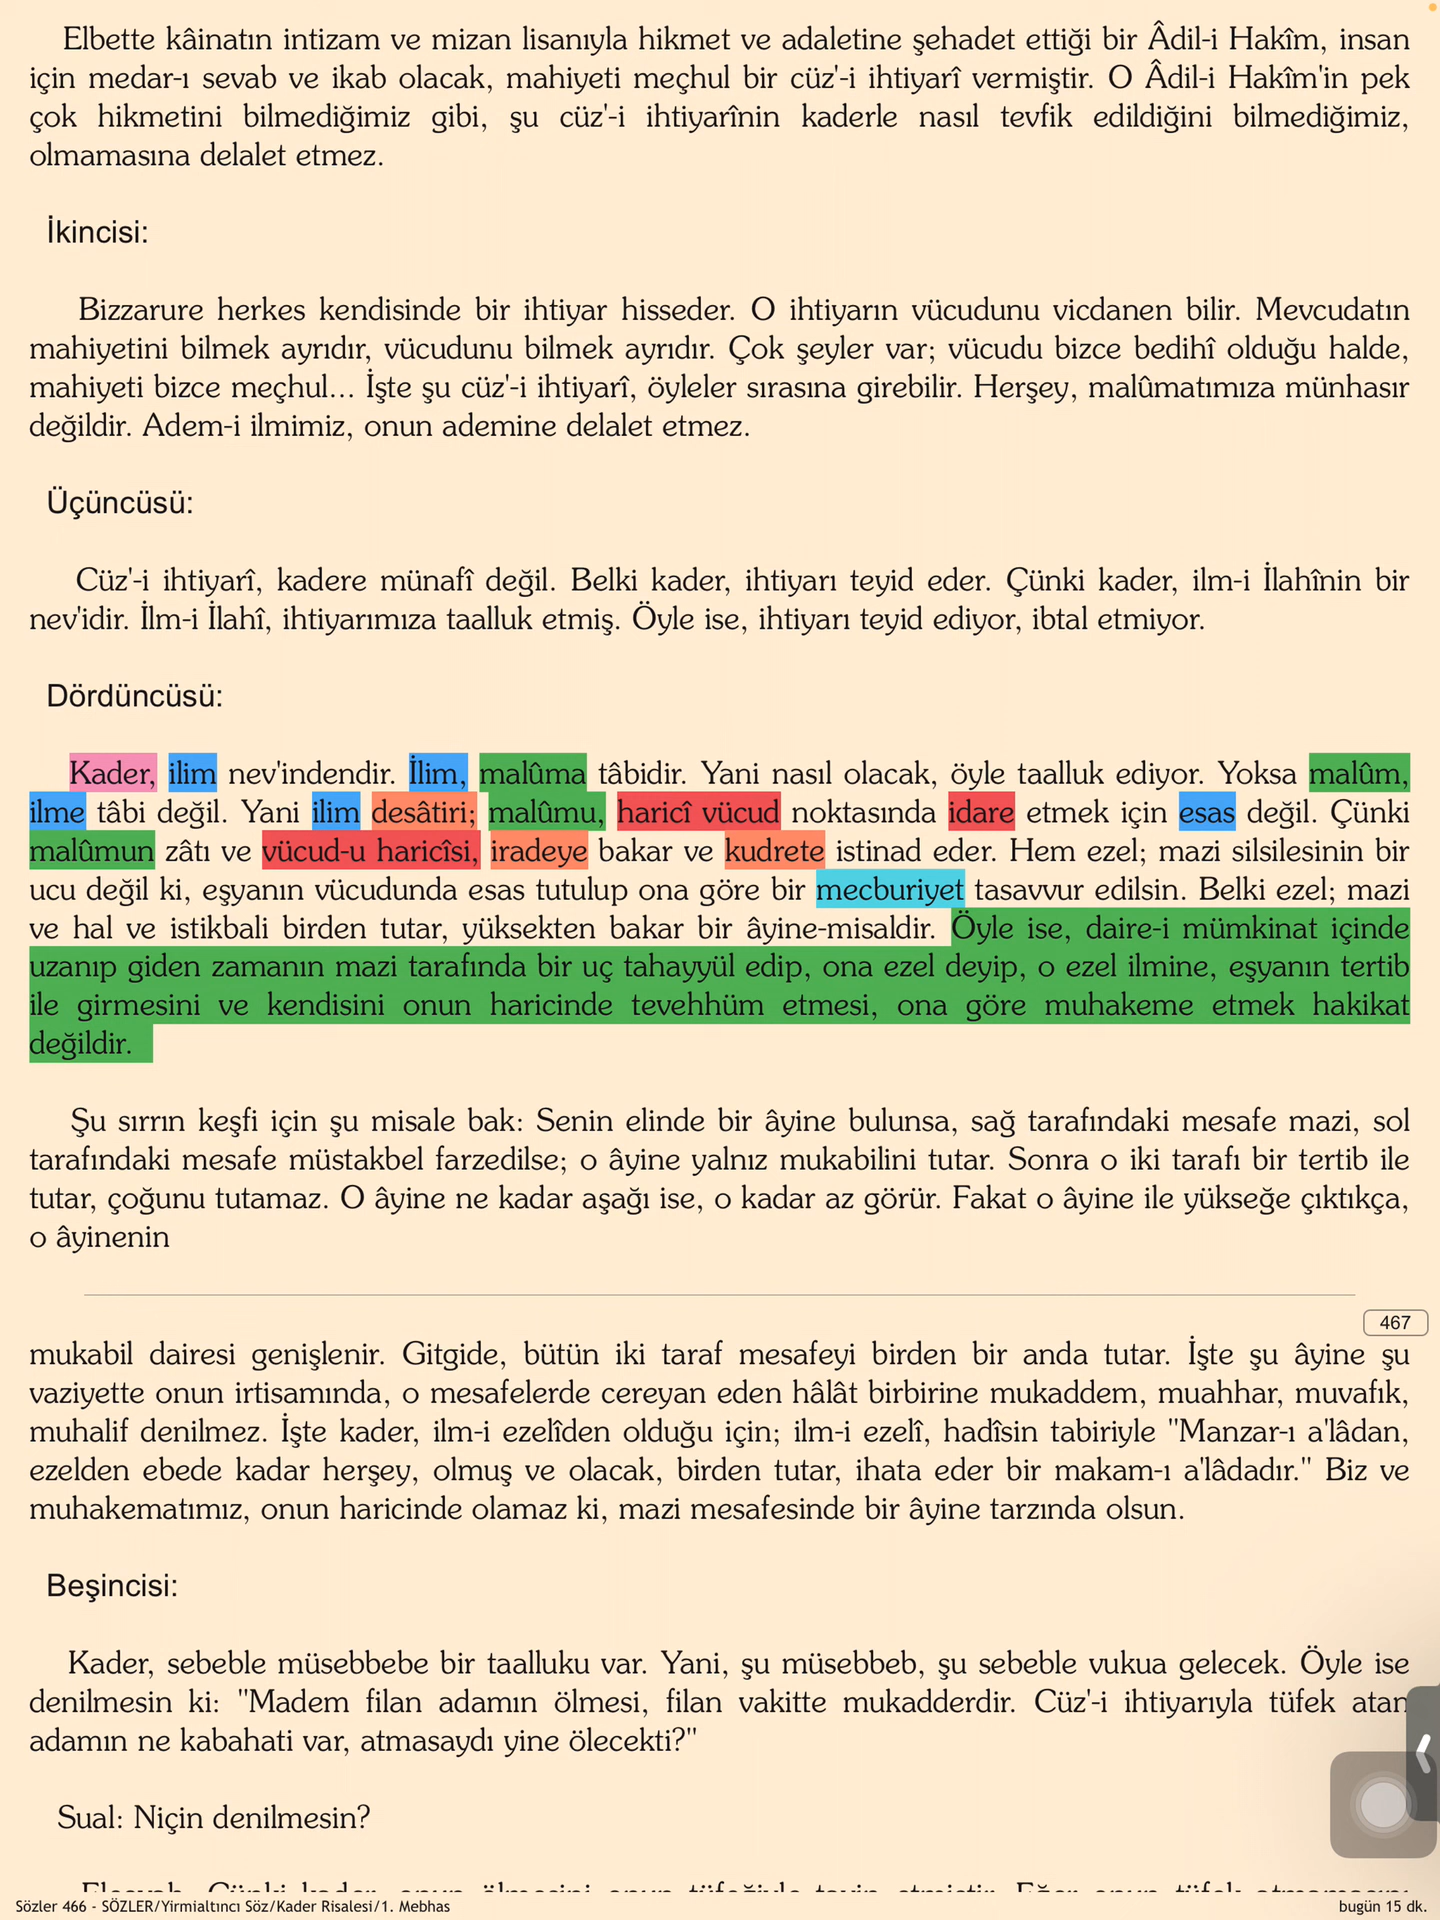 Elbette kâinatın intizam ve mizan lisanıyla hikmet ve adaletine şehadet ettiği bir Âdil-i Hakîm, insan
için medar-ı sevab ve ikab olacak, mahiyeti meçhul bir cüz'-i ihtiyarî vermiştir. O Âdil-i Hakîm'in pek
çok hikmetini bilmediğimiz gibi, şu cüz'-i ihtiyarînin kaderle nasıl tevfik edildiğini bilmediğimiz,
olmamasına delalet etmez.
İkincisi:
Bizzarure herkes kendisinde bir ihtiyar hisseder. O ihtiyarın vücudunu vicdanen bilir. Mevcudatın
mahiyetini bilmek ayrıdır, vücudunu bilmek ayrıdır. Çok şeyler var; vücudu bizce bedihî olduğu halde,
mahiyeti bizce meçhul... İşte şu cüz'-i ihtiyarî, öyleler sırasına girebilir. Herşey, malûmatımıza münhasır
değildir. Adem-i ilmimiz, onun ademine delalet etmez.
Üçüncüsü:
Cüz'-i ihtiyarî, kadere münafî değil. Belki kader, ihtiyarı teyid eder. Çünki kader, ilm-i İlahînin bir
nev'idir. İlm-i İlahî, ihtiyarımıza taalluk etmiş. Öyle ise, ihtiyarı teyid ediyor, ibtal etmiyor.
Dördüncüsü:
Kader, ilim nev'indendir. İlim, malûma tâbidir. Yani nasıl olacak, öyle taalluk ediyor. Yoksa malûm,
ilme tâbi değil. Yani ilim desâtiri; malûmu, haricî vücud noktasında idare etmek için esas değil. Çünki
malûmun zâtı ve vücud-u haricîsi, iradeye bakar ve kudrete istinad eder. Hem ezel; mazi silsilesinin bir
ucu değil ki, eşyanın vücudunda esas tutulup ona göre bir mecburiyet tasavvur edilsin. Belki ezel; mazi
ve hal ve istikbali birden tutar, yüksekten bakar bir âyine-misaldir. Öyle ise, daire-i mümkinat içinde
uzanıp giden zamanın mazi tarafında bir uç tahayyül edip, ona ezel deyip, o ezel ilmine, eşyanın tertib
ile girmesini ve kendisini onun haricinde tevehhüm etmesi, ona göre muhakeme etmek hakikat
değildir.
Şu sırrın keşfi için şu misale bak: Senin elinde bir âyine bulunsa, sağ tarafındaki mesafe mazi, sol
tarafındaki mesafe müstakbel farzedilse; o âyine yalnız mukabilini tutar. Sonra o iki tarafı bir tertib ile
tutar, çoğunu tutamaz. O âyine ne kadar aşağı ise, o kadar az görür. Fakat o âyine ile yükseğe çıktıkça,
o âyinenin
467
mukabil dairesi genişlenir. Gitgide, bütün iki taraf mesafeyi birden bir anda tutar. İşte şu âyine şu
vaziyette onun irtisamında, o mesafelerde cereyan eden hâlât birbirine mukaddem, muahhar, muvafık,
muhalif denilmez. İşte kader, ilm-i ezelîden olduğu için; ilm-i ezelî, hadîsin tabiriyle "Manzar-ı a'lâdan,
ezelden ebede kadar herşey, olmuş ve olacak, birden tutar, ihata eder bir makam-ı a'lâdadır." Biz ve
muhakematımız, onun haricinde olamaz ki, mazi mesafesinde bir âyine tarzında olsun.
Beşincisi:
Kader, sebeble müsebbebe bir taalluku var. Yani, şu müsebbeb, şu sebeble vukua gelecek. Öyle ise
denilmesin ki: "Madem filan adamın ölmesi, filan vakitte mukadderdir. Cüz'-i ihtiyarıyla tüfek atan
adamın ne kabahati var, atmasaydı yine ölecekti?"
Sual: Niçin denilmesin?
Sözler 466 - SÖZLER/Yirmialtıncı Söz/Kader Risalesi/1. Mebhas
bugün 15 dk.